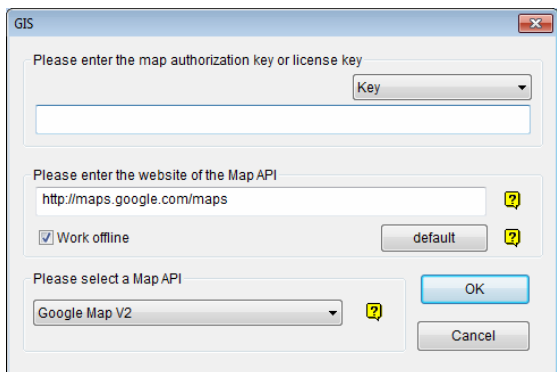 GIS
Please enter the map authorization key or license key
Key
Please enter the website of the Map API
http://maps.google.com/maps
?
Work offline
default
?
Please select a Map API
Google Map V2
?
OK
Cancel